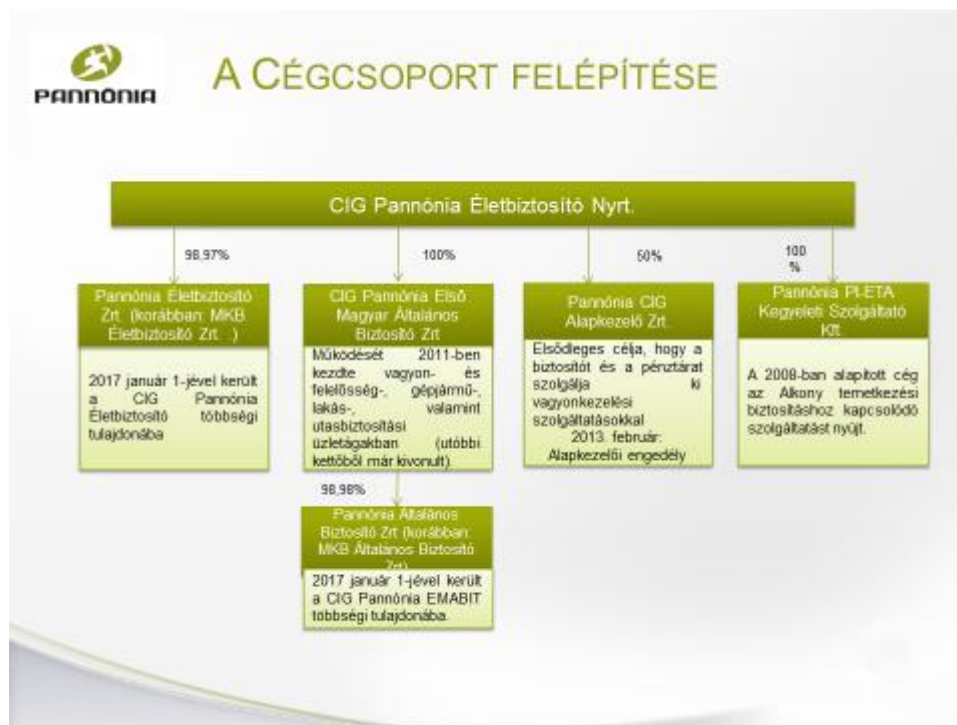 PANNONIA
A CÉGCSOPORT FELÉPÍTÉSE
CIG Pannónia Életbiztosító Nyrt.
98,97%
100%
50%
100
%
Pannónia Életbiztosító
Zrt. (korábban: MKB
Életbiztosító Zrt. .)
2017 január 1-jével került
a CIG Pannónia
Életbiztosító többségi
tulajdonába
CIG Pannónia Első
Magyar Általános
Biztosító Zrt
Működését 2011-ben
kezdte vagyon- és
felelősség-, gépjármű-,
lakás-, valamint
utasbiztosítási
üzletágakban (utóbbi
kettőből már kivonult)
98,98%
Pannónia Általános
Biztosító Zrt (korábban:
MKB Általános Biztosító
Zrt)
2017 január 1-jével került
a CIG Pannónia EMABIT
többségi tulajdonába.
Pannónia CIG
Alapkezelő Zrt.
Elsődleges célja, hogy a
biztosítót és a pénztárat
szolgálja ki
vagyonkezelési
szolgáltatásokkal
2013. február:
Alapkezelői engedély
Pannónia PI-ETA
Kegyeleti Szolgáltató
Kft
A 2008-ban alapított cég
az Alkony temetkezési
biztosításhoz kapcsolódó
szolgáltatást nyújt.